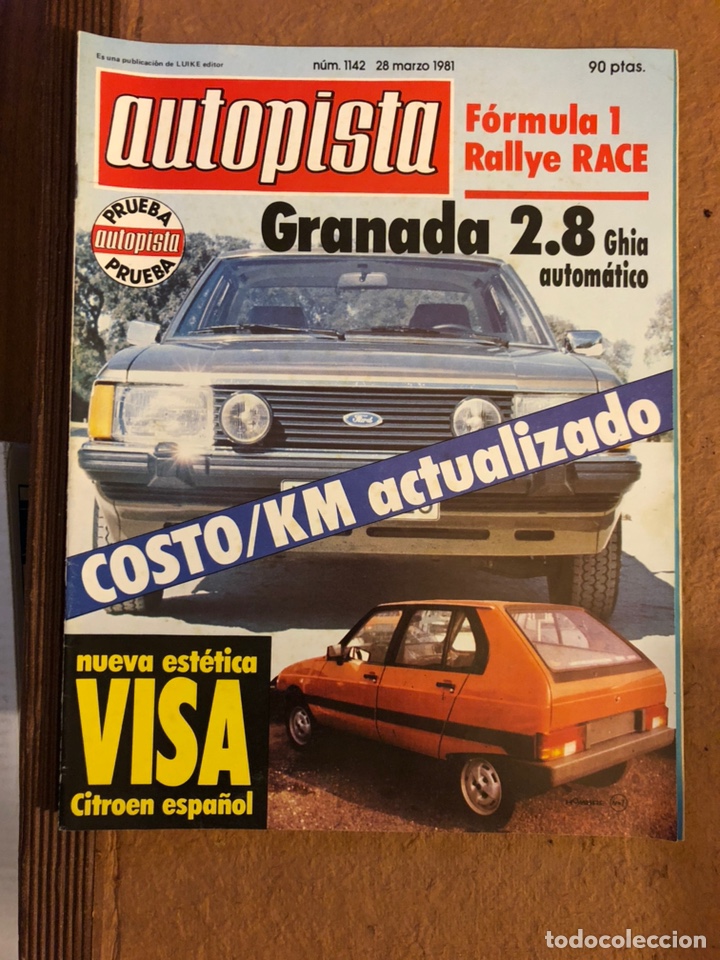 Es una publicación de LUIKE editor
núm. 1142 28 marzo 1981
90 ptas.
autopista
Fórmula 1
Rallye RACE
PRUEBA
autopista
PRUEBA
Granada 2.8 Ghia
automático
Ford
COSTO/KM actualizado
nueva estética
VISA
Citroen español
todocoleccion